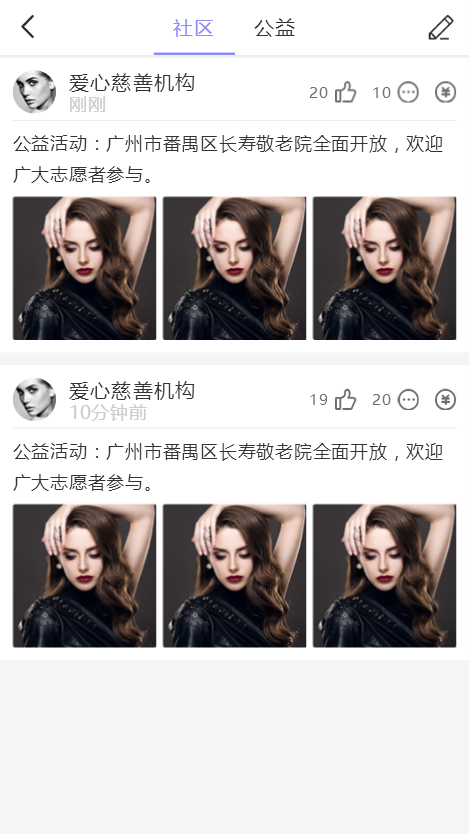 社区 公益
爱心慈善机构
刚刚
20 10
公益活动：广州市番禺区长寿敬老院全面开放，欢迎
广大志愿者参与。
爱心慈善机构
10分钟前
19 20
公益活动：广州市番禺区长寿敬老院全面开放，欢迎
广大志愿者参与。